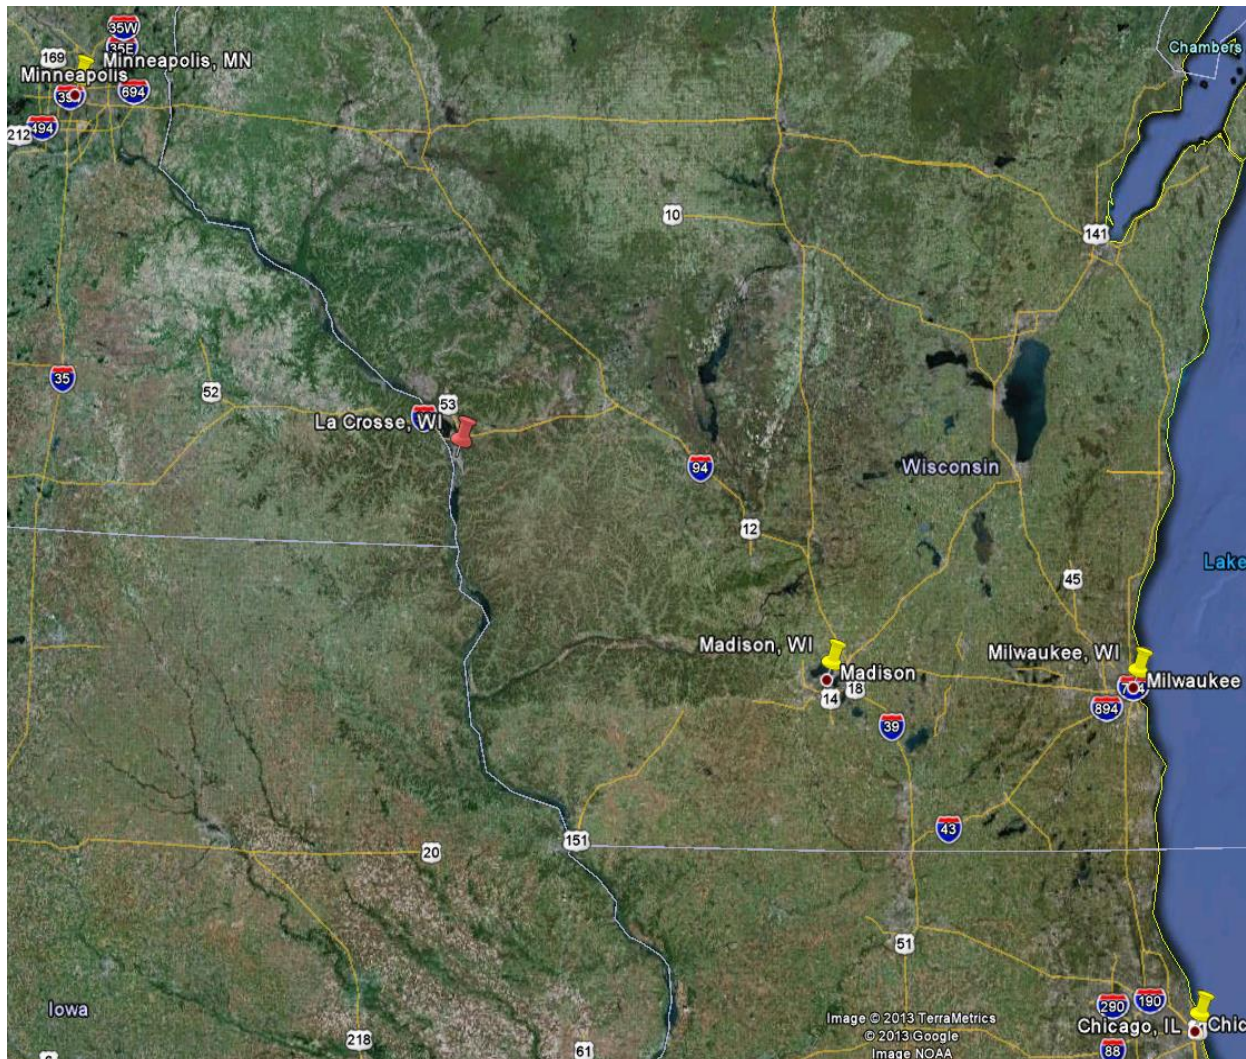 35W
35E
169
Minneapolis, MN
Minneapolis
694
494
212
Chambers
10
141
35
52
53
La Crosse, WI
94
Wisconsin
12
45
Lake
Madison, WI
Madison
14
18
Milwaukee, WI
Milwaukee
894
39
43
151
20
51
Iowa
218
61
290
190
Chicago, IL
Chic
88
Image © 2013 TerraMetrics
© 2013 Google
Image NOAA